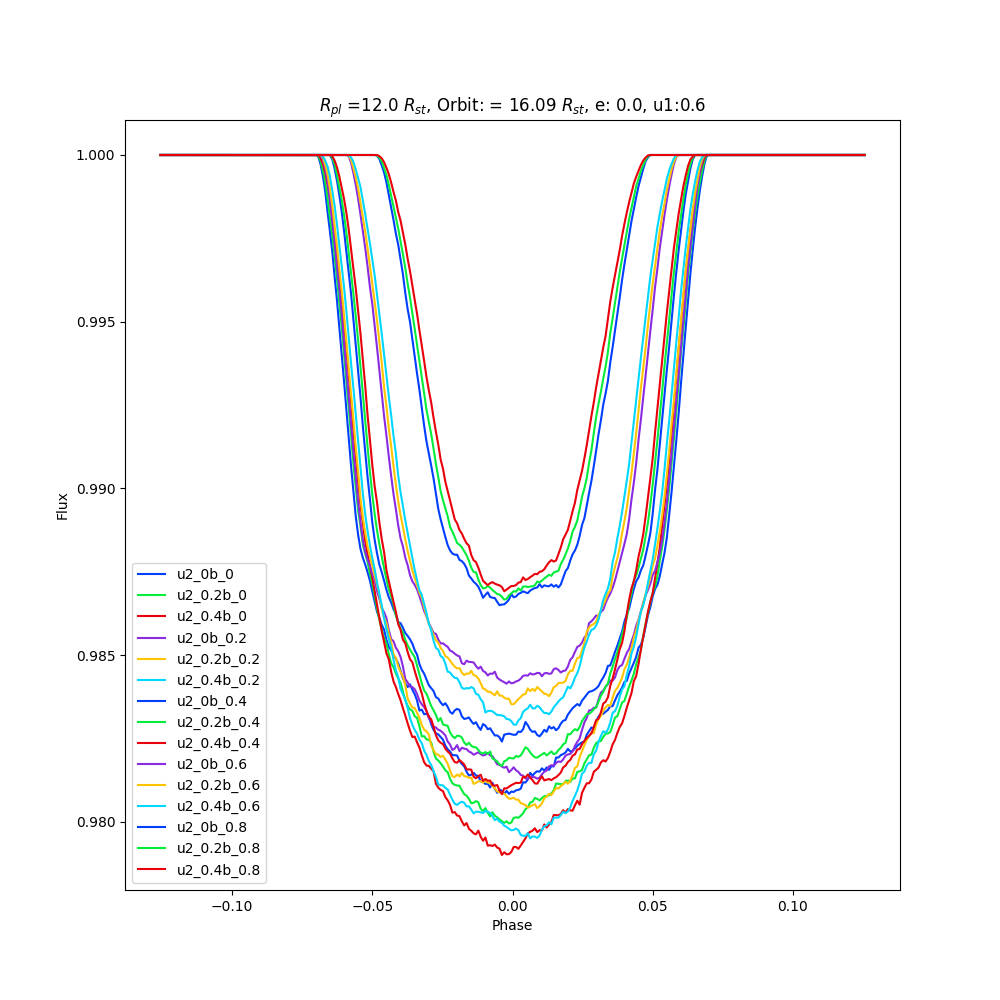 R_pl =12.0 R_st, Orbit: = 16.09 R_st, e: 0.0, u1:0.6
1.000
0.995
0.990
0.985
0.980
Flux
u2_0b_0
u2_0.2b_0
u2_0.4b_0
u2_0b_0.2
u2_0.2b_0.2
u2_0.4b_0.2
u2_0b_0.4
u2_0.2b_0.4
u2_0.4b_0.4
u2_0b_0.6
u2_0.2b_0.6
u2_0.4b_0.6
u2_0b_0.8
u2_0.2b_0.8
u2_0.4b_0.8
−0.10 −0.05 0.00 0.05 0.10
Phase